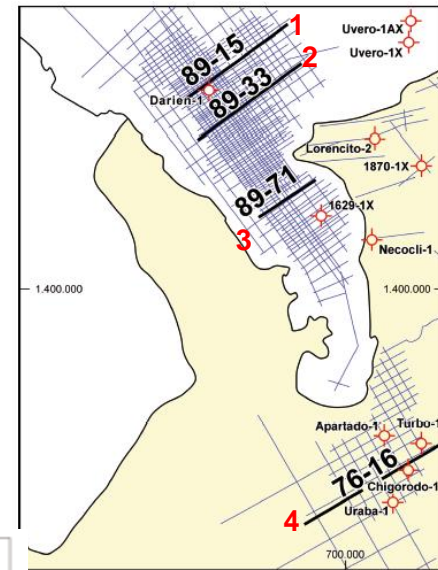 1
Uvero-1AX
89-15
2
Uvero-1X
Darien-1
89-33
Lorencito-2
1870-1X
89-71
1629-1X
3
Necocli-1
1.400.000
1.400.000
Apartado-1
Turbo-1
76-16
Chigorodo-1
4
Uraba-1
700.000